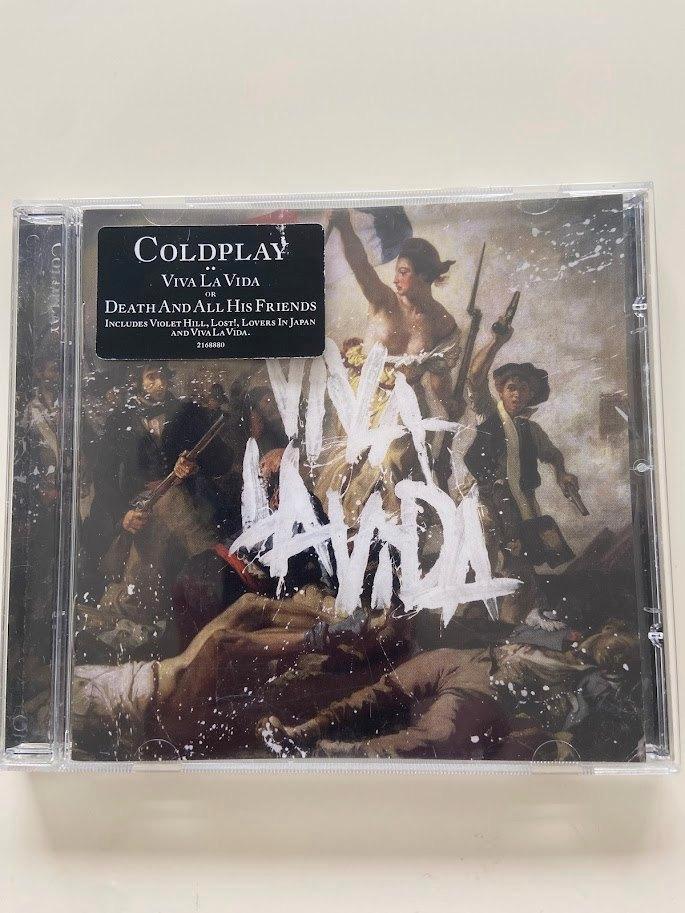 COLDPLAY
VIVA LA VIDA
OR
DEATH AND ALL HIS FRIENDS
INCLUDES VIOLET HILL, LOST!, LOVERS IN JAPAN
AND VIVA LA VIDA.
2168880
VIVA
LA VIDA
COLDPLAY